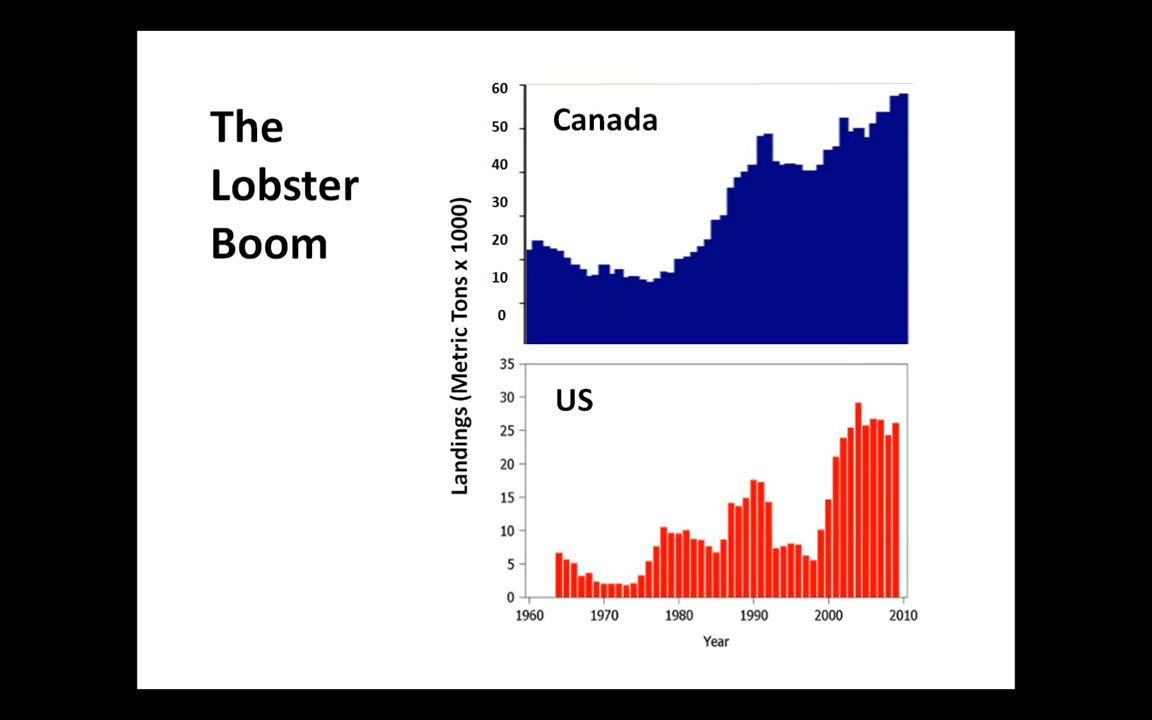 The
Lobster
Boom
Landings (Metric Tons x 1000)
Canada
60
50
40
30
20
10
0
US
35
30
25
20
15
10
5
0
1960 1970 1980 1990 2000 2010
Year